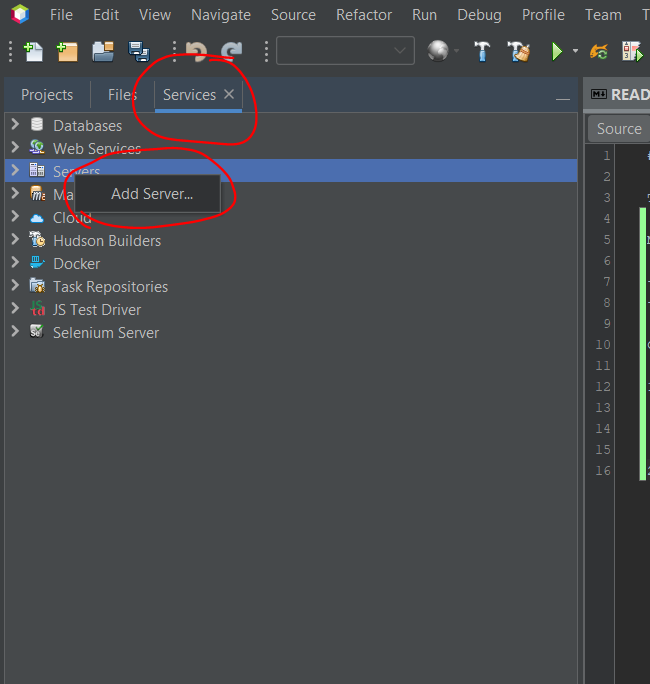 File Edit View Navigate Source Refactor Run Debug Profile Team
Projects Files Services
READ
Databases
Source
Web Services
Servers
Add Server...
Cloud
Hudson Builders
Docker
Task Repositories
JS Test Driver
Selenium Server
1
2
3
4
5
6
7
8
9
10
11
12
13
14
15
16